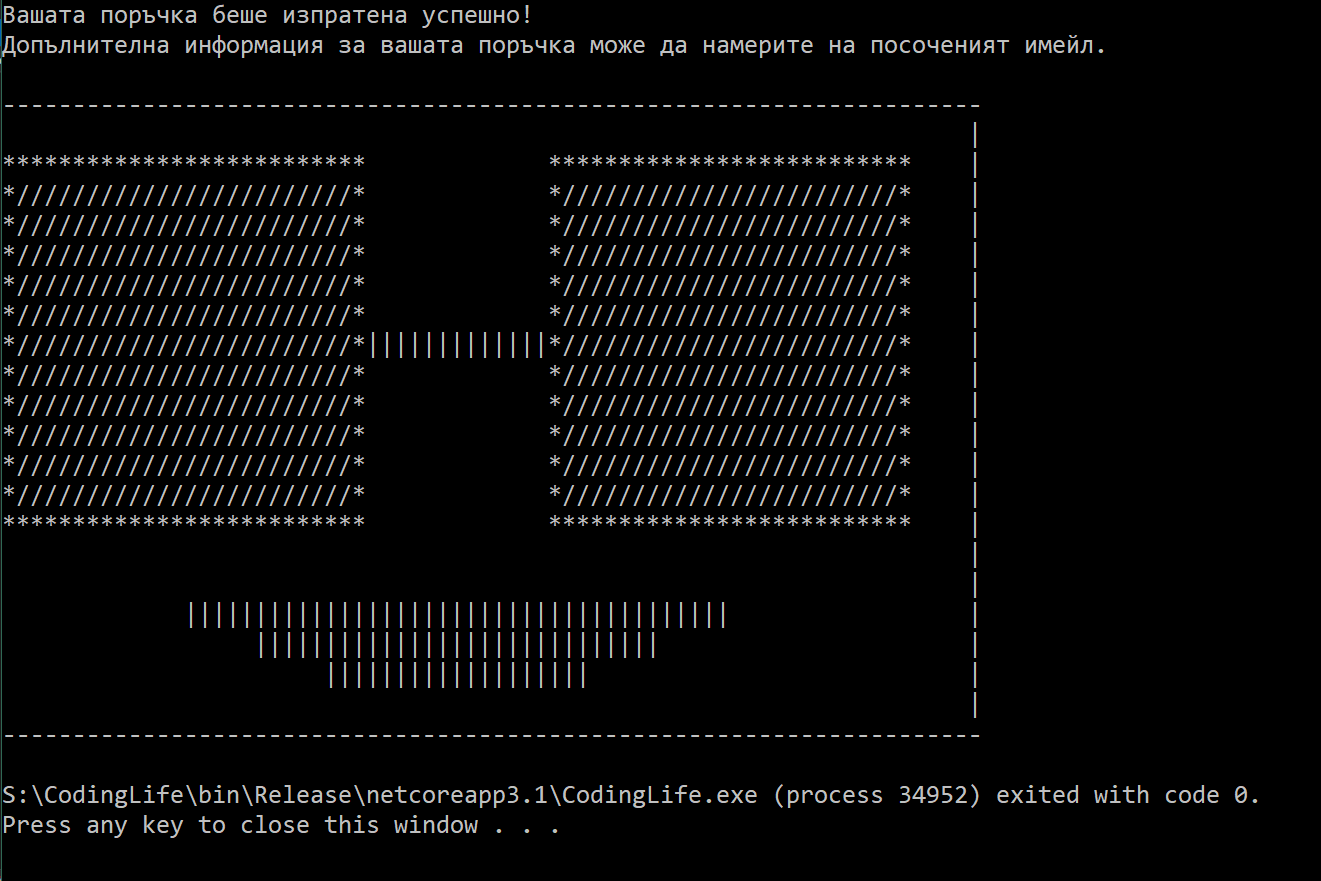 Вашата поръчка беше изпратена успешно!
Допълнителна информация за вашата поръчка може да намерите на посоченият имейл.
S:\CodingLife\bin\Release\netcoreapp3.1\CodingLife.exe (process 34952) exited with code 0.
Press any key to close this window . . .